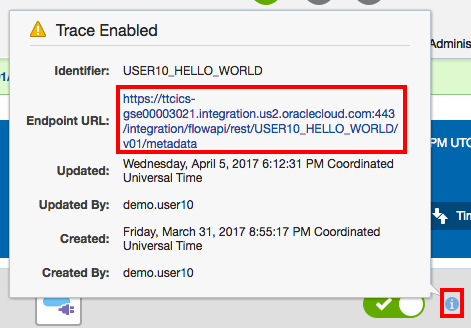 Trace Enabled
Adminis
Identifier: USER10_HELLO_WORLD
Endpoint URL: https://ttcics-
gse00003021.integration.us2.oraclecloud.com:443
/integration/flowapi/rest/USER10_HELLO_WORLD/
v01/metadata
PM UTC
Updated: Wednesday, April 5, 2017 6:12:31 PM Coordinated
Universal Time
Updated By: demo.user10
Tin
Created: Friday, March 31, 2017 8:55:17 PM Coordinated
Universal Time
Created By: demo.user10